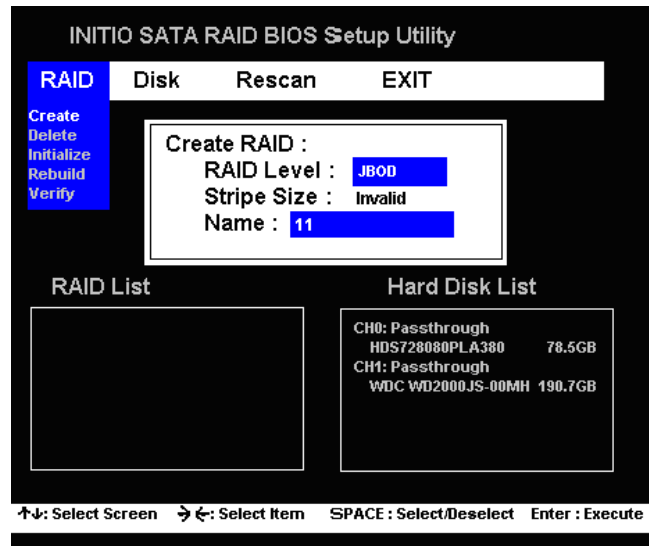 INITIO SATA RAID BIOS Setup Utility
RAID Disk Rescan EXIT
Create
Delete
Initialize
Rebuild
Verify
Create RAID :
RAID Level : JBOD
Stripe Size : Invalid
Name : 11
RAID List
Hard Disk List
CH0: Passthrough
HDS728080PLA380 78.5GB
CH1: Passthrough
WDC WD2000JS-00MH 190.7GB
↑↓: Select Screen →←: Select Item SPACE : Select/Deselect Enter : Execute